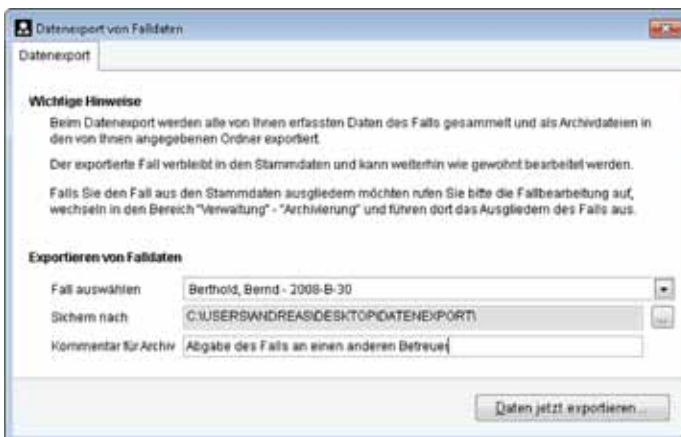 Datenexport von Falldaten
Datenexport
Wichtige Hinweise
Beim Datenexport werden alle von Ihnen erfassten Daten des Falls gesammelt und als Archivdateien in
den von Ihnen angegebenen Ordner exportiert.
Der exportierte Fall verbleibt in den Stammdaten und kann weiterhin wie gewohnt bearbeitet werden.
Falls Sie den Fall aus den Stammdaten ausgliedern möchten rufen Sie bitte die Fallbearbeitung auf,
wechseln in den Bereich "Verwaltung" - "Archivierung" und führen dort das Ausgliedern des Falls aus.
Exportieren von Falldaten
Fall auswählen Berthold, Bernd - 2008-B-30
Sichern nach C:\USERS\ANDREAS\DESKTOP\DATENEXPORT\ ...
Kommentar für Archiv Abgabe des Falls an einen anderen Betreuer
Daten jetzt exportieren...